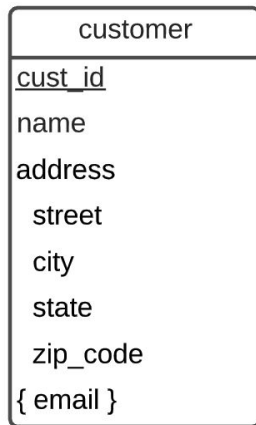 customer
cust_id
name
address
street
city
state
zip_code
{ email }